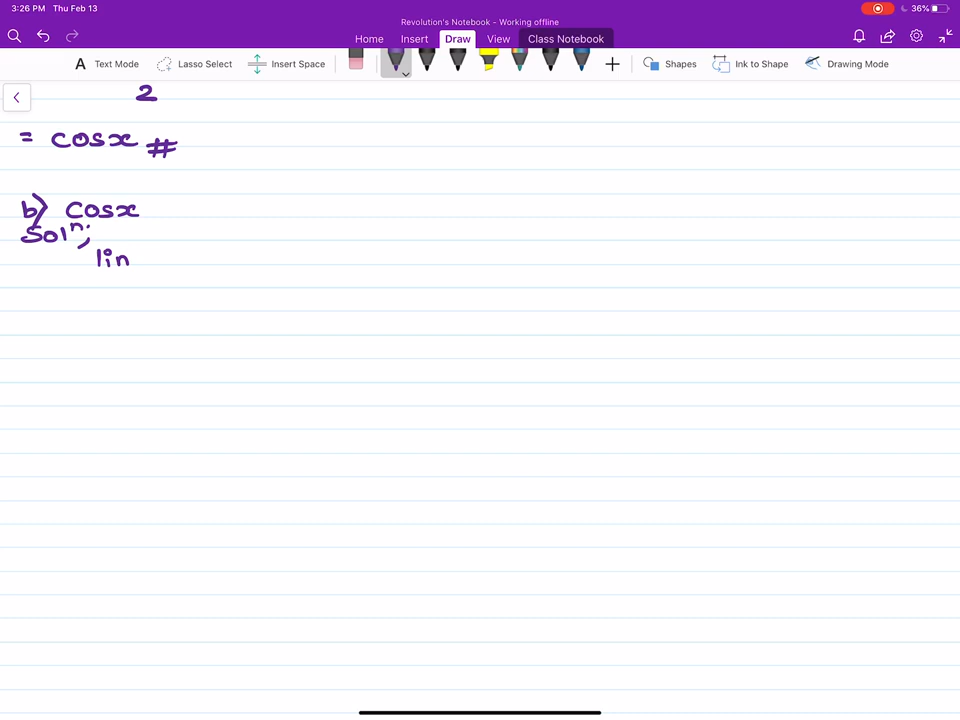 3:26 PM Thu Feb 13
36%
Revolution's Notebook - Working offline
Home Insert Draw View Class Notebook
A Text Mode Lasso Select Insert Space Shapes Ink to Shape Drawing Mode
2
= cosx #
b) cosx
Solⁿ;
lin